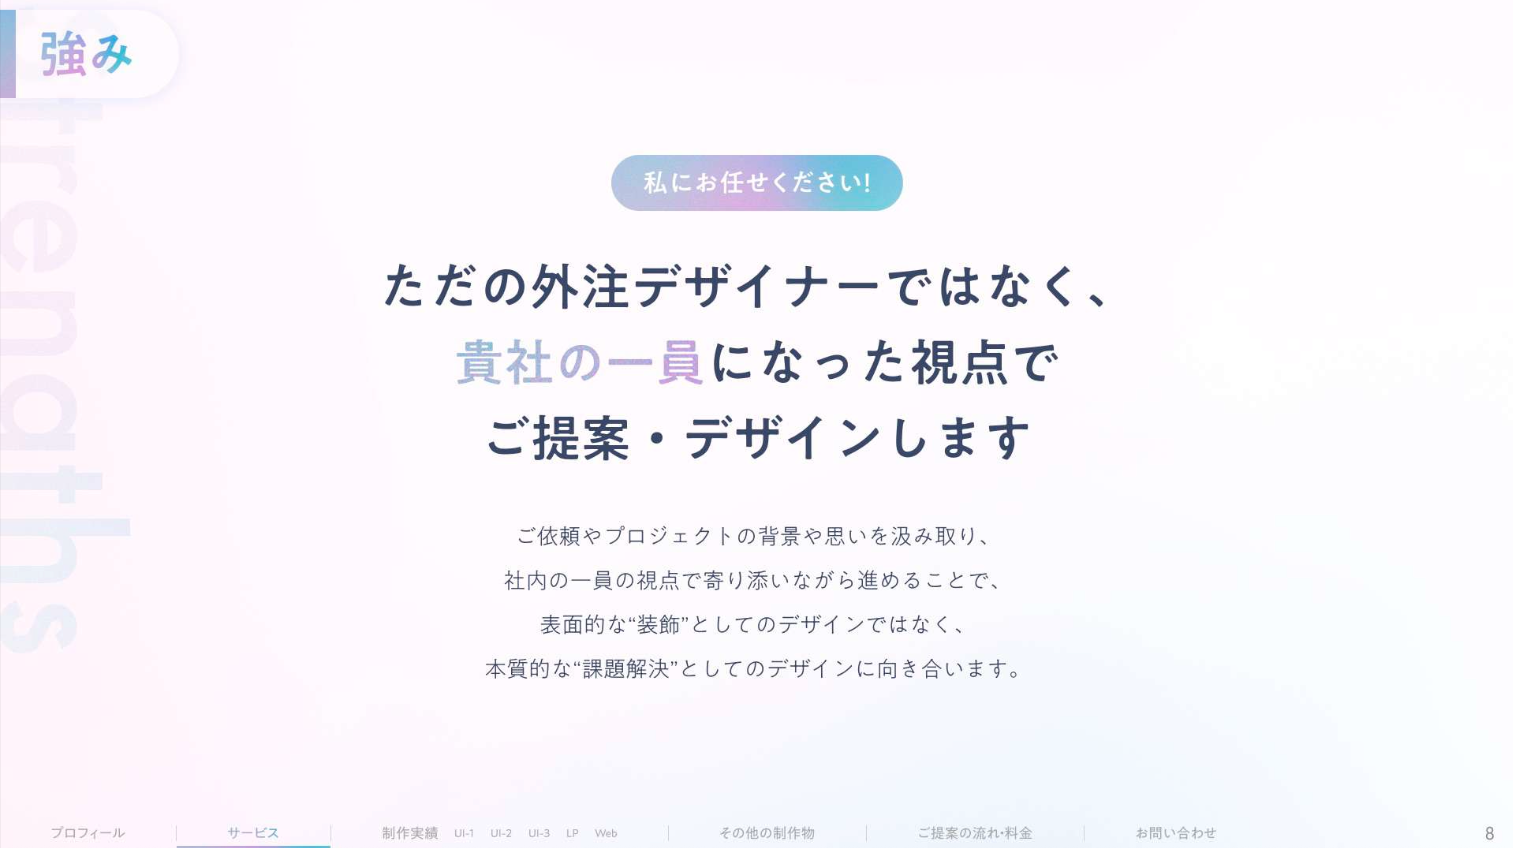 強み
Strengths
私にお任せください!
ただの外注デザイナーではなく、
貴社の一員になった視点で
ご提案・デザインします
ご依頼やプロジェクトの背景や思いを汲み取り、
社内の一員の視点で寄り添いながら進めることで、
表面的な“装飾”としてのデザインではなく、
本質的な“課題解決”としてのデザインに向き合います。
プロフィール サービス 制作実績 UI-1 UI-2 UI-3 LP Web その他の制作物 ご提案の流れ・料金 お問い合わせ 8